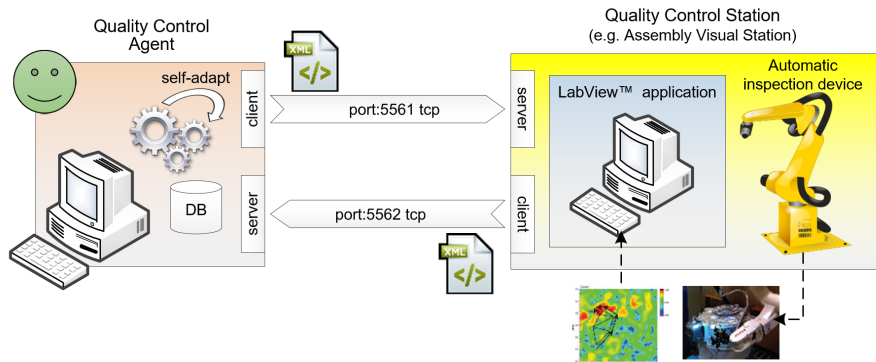 Quality Control
Agent
self-adapt
DB
client
server
XML
</>
port:5561 tcp
port:5562 tcp
XML
</>
Quality Control Station
(e.g. Assembly Visual Station)
server
client
LabView™ application
Automatic
inspection device